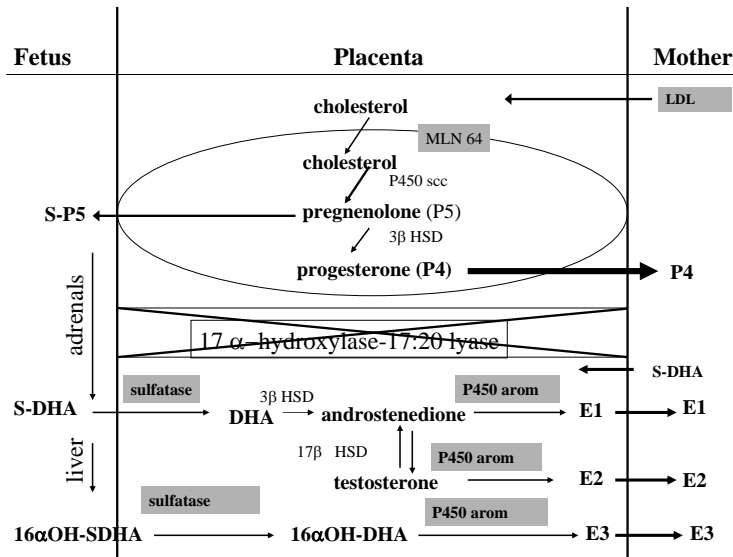 Fetus Placenta Mother
cholesterol LDL
MLN 64
cholesterol
P450 scc
S-P5 pregnenolone (P5)
3β HSD
progesterone (P4) P4
adrenals
17 α–hydroxylase-17:20 lyase
S-DHA
sulfatase 3β HSD P450 arom
S-DHA DHA androstenedione E1 E1
17β HSD P450 arom
liver
testosterone E2 E2
sulfatase P450 arom
16αOH-SDHA 16αOH-DHA E3 E3